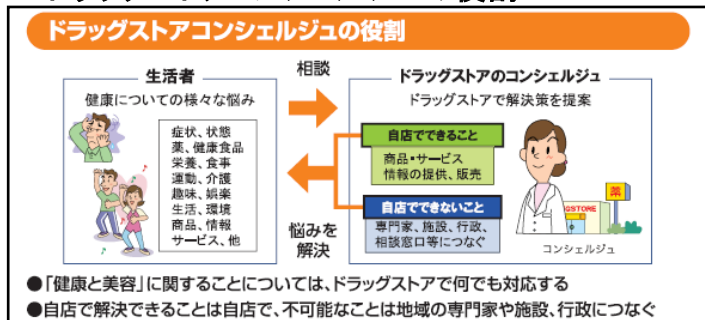 ドラッグストアコンシェルジュの役割
生活者
健康についての様々な悩み
症状、状態
薬、健康食品
栄養、食事
運動、介護
趣味、娯楽
生活、環境
商品、情報
サービス、他
相談
悩みを
解決
ドラッグストアのコンシェルジュ
ドラッグストアで解決策を提案
自店でできること
商品・サービス
情報の提供、販売
自店でできないこと
専門家、施設、行政、
相談窓口等につなぐ
薬
GSTORE
コンシェルジュ
●「健康と美容」に関することについては、ドラッグストアで何でも対応する
●自店で解決できることは自店で、不可能なことは地域の専門家や施設、行政につなぐ